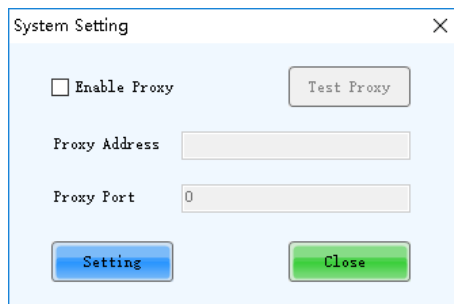 System Setting
Enable Proxy
Test Proxy
Proxy Address
Proxy Port
0
Setting
Close